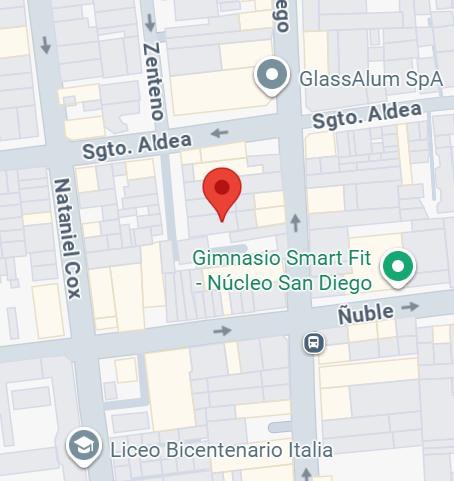 ego
Zenteno
GlassAlum SpA
Sgto. Aldea
Sgto. Aldea
Nataniel Cox
Gimnasio Smart Fit
- Núcleo San Diego
Ñuble
Liceo Bicentenario Italia